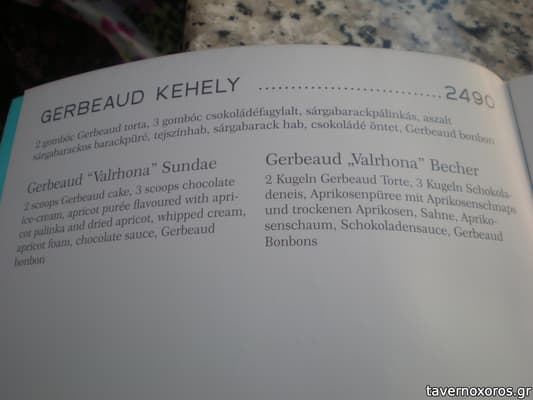 GERBEAUD KEHELY ........................... 2490
2 gombóc Gerbeaud torta, 3 gombóc csokoládéfagylalt, sárgabarackpálinkás, aszalt
sárgabarackos barackpüré, tejszínhab, sárgabarack hab, csokoládé öntet, Gerbeaud bonbon
Gerbeaud "Valrhona" Sundae
2 scoops Gerbeaud cake, 3 scoops chocolate
ice-cream, apricot purée flavoured with apri-
cot palinka and dried apricot, whipped cream,
apricot foam, chocolate sauce, Gerbeaud
bonbon
Gerbeaud „Valrhona" Becher
2 Kugeln Gerbeaud Torte, 3 Kugeln Schokola-
deneis, Aprikosenpüree mit Aprikosenschnaps
und trockenen Aprikosen, Sahne, Apriko-
senschaum, Schokoladensauce, Gerbeaud
Bonbons
tavernoxoros.gr